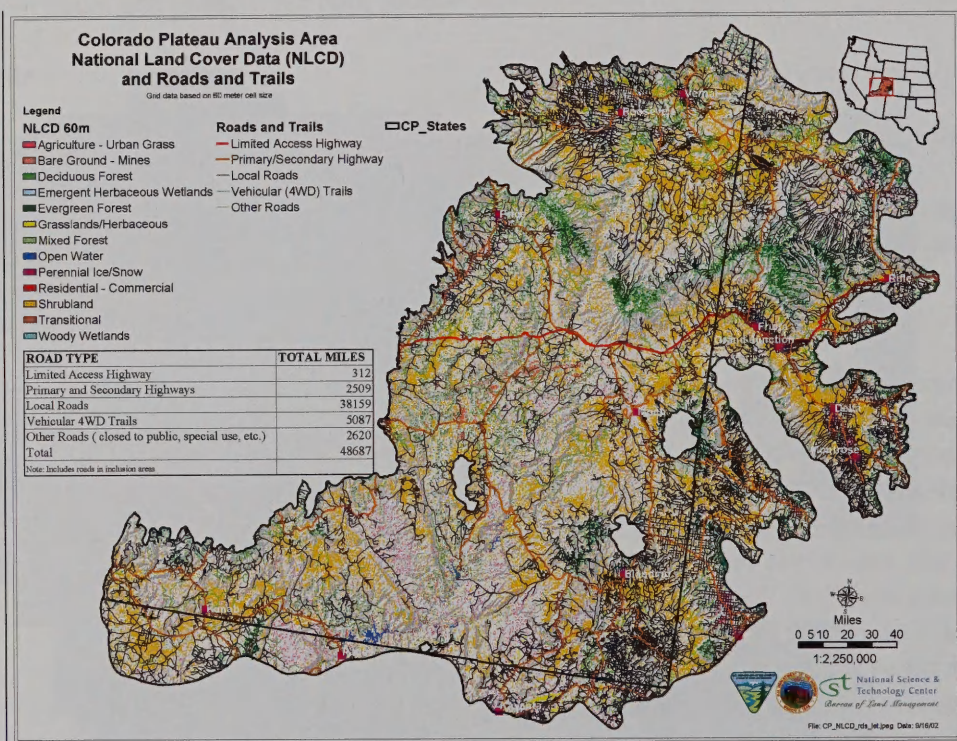 Colorado Plateau Analysis Area
National Land Cover Data (NLCD)
and Roads and Trails
Grid data based on 60 meter cell size
Legend
NLCD 60m
Agriculture - Urban Grass
Bare Ground - Mines
Deciduous Forest
Emergent Herbaceous Wetlands
Evergreen Forest
Grasslands/Herbaceous
Mixed Forest
Open Water
Perennial Ice/Snow
Residential - Commercial
Shrubland
Transitional
Woody Wetlands
Roads and Trails
Limited Access Highway
Primary/Secondary Highway
Local Roads
Vehicular (4WD) Trails
Other Roads
CP_States
ROAD TYPE TOTAL MILES
Limited Access Highway 312
Primary and Secondary Highways 2509
Local Roads 38159
Vehicular 4WD Trails 5087
Other Roads ( closed to public, special use, etc.) 2620
Total 48687
Note: Includes roads in inclusion areas
Vernal
Price
Rifle
Fruita
Grand Junction
Moab
Delta
Montrose
Blanding
Kanab
N
W
E
S
Miles
0 5 10 20 30 40
1:2,250,000
National Science &
Technology Center
Bureau of Land Management
File: CP_NLCD_rds_let.jpeg Date: 9/16/02